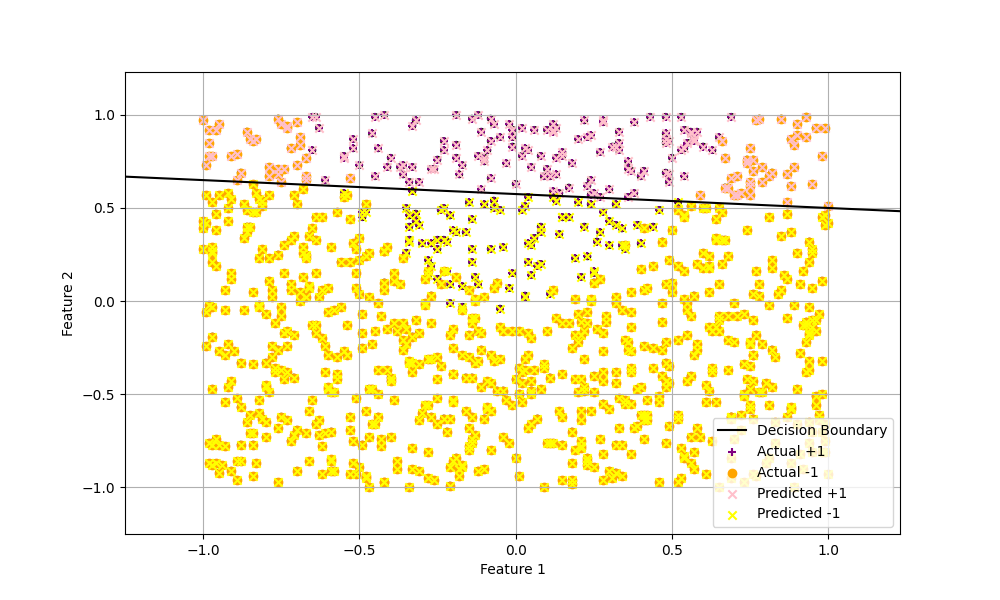 1.0
0.5
0.0
−0.5
−1.0
Feature 2
−1.0 −0.5 0.0 0.5 1.0
Feature 1
Decision Boundary
Actual +1
Actual -1
Predicted +1
Predicted -1